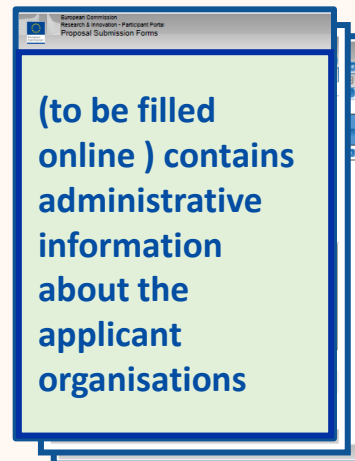 European Commission
Research & Innovation - Participant Portal
Proposal Submission Forms
(to be filled
online ) contains
administrative
information
about the
applicant
organisations